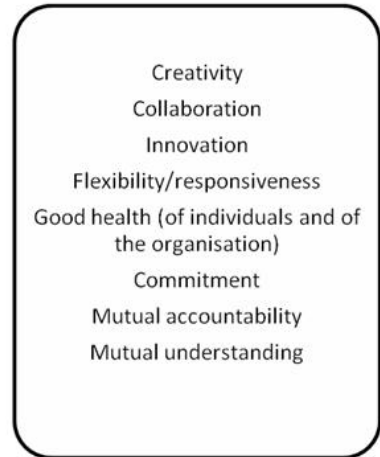 Creativity
Collaboration
Innovation
Flexibility/responsiveness
Good health (of individuals and of
the organisation)
Commitment
Mutual accountability
Mutual understanding